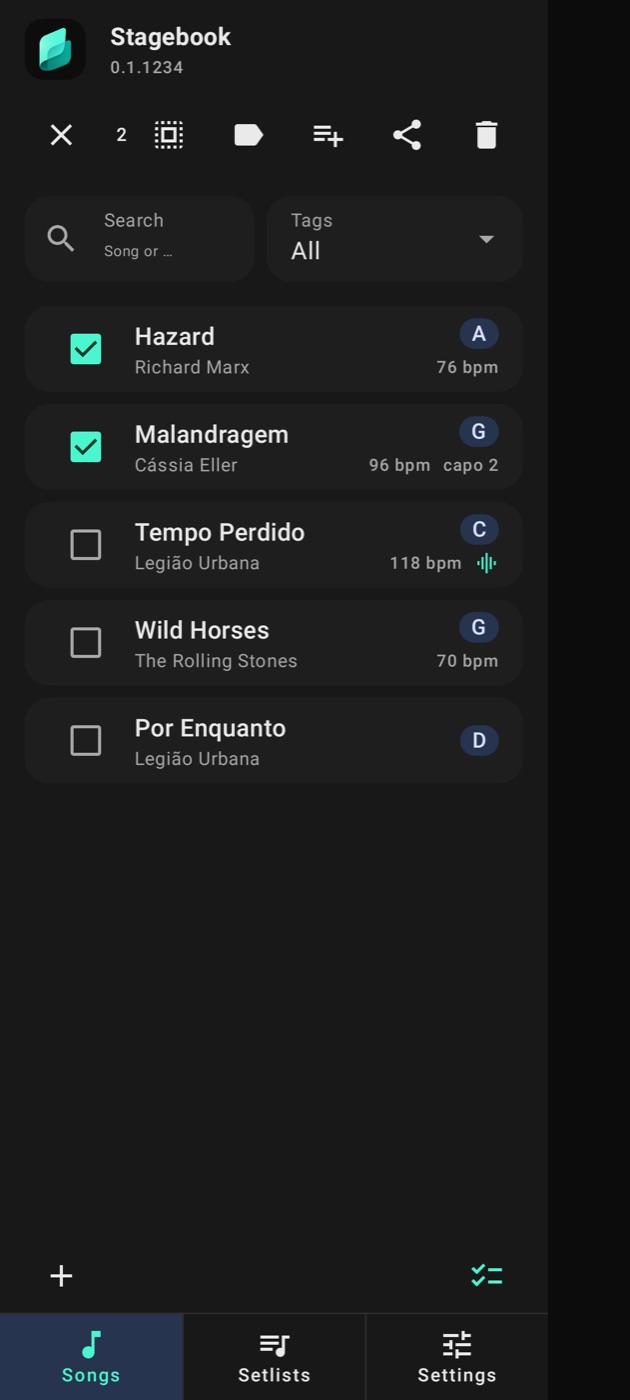 Stagebook
0.1.1234
2
Search
Song or …
Tags
All
Hazard
A
Richard Marx
76 bpm
Malandragem
G
Cássia Eller
96 bpm capo 2
Tempo Perdido
C
Legião Urbana
118 bpm
Wild Horses
G
The Rolling Stones
70 bpm
Por Enquanto
D
Legião Urbana
Songs
Setlists
Settings